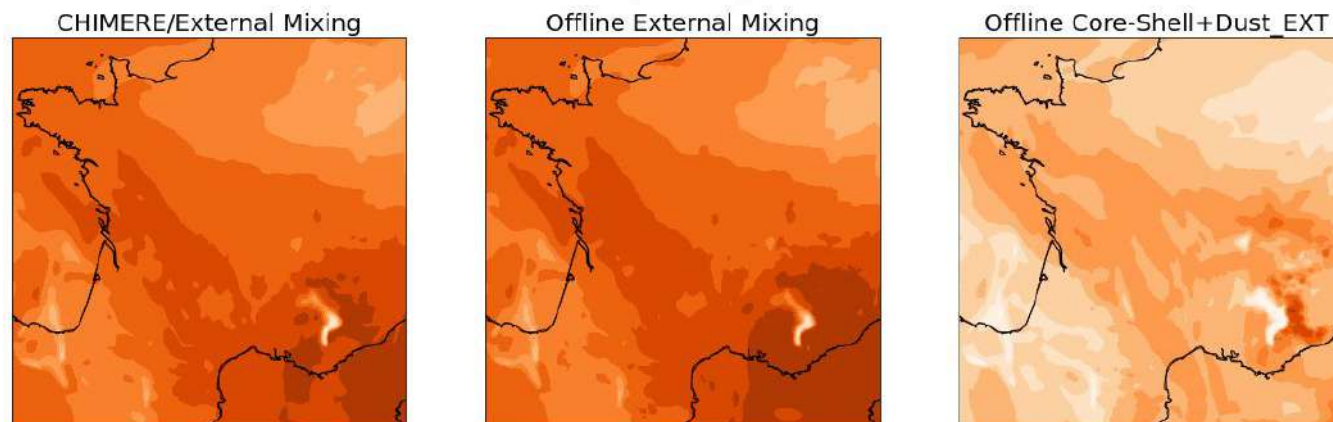 CHIMERE/External Mixing
Offline External Mixing
Offline Core-Shell+Dust_EXT